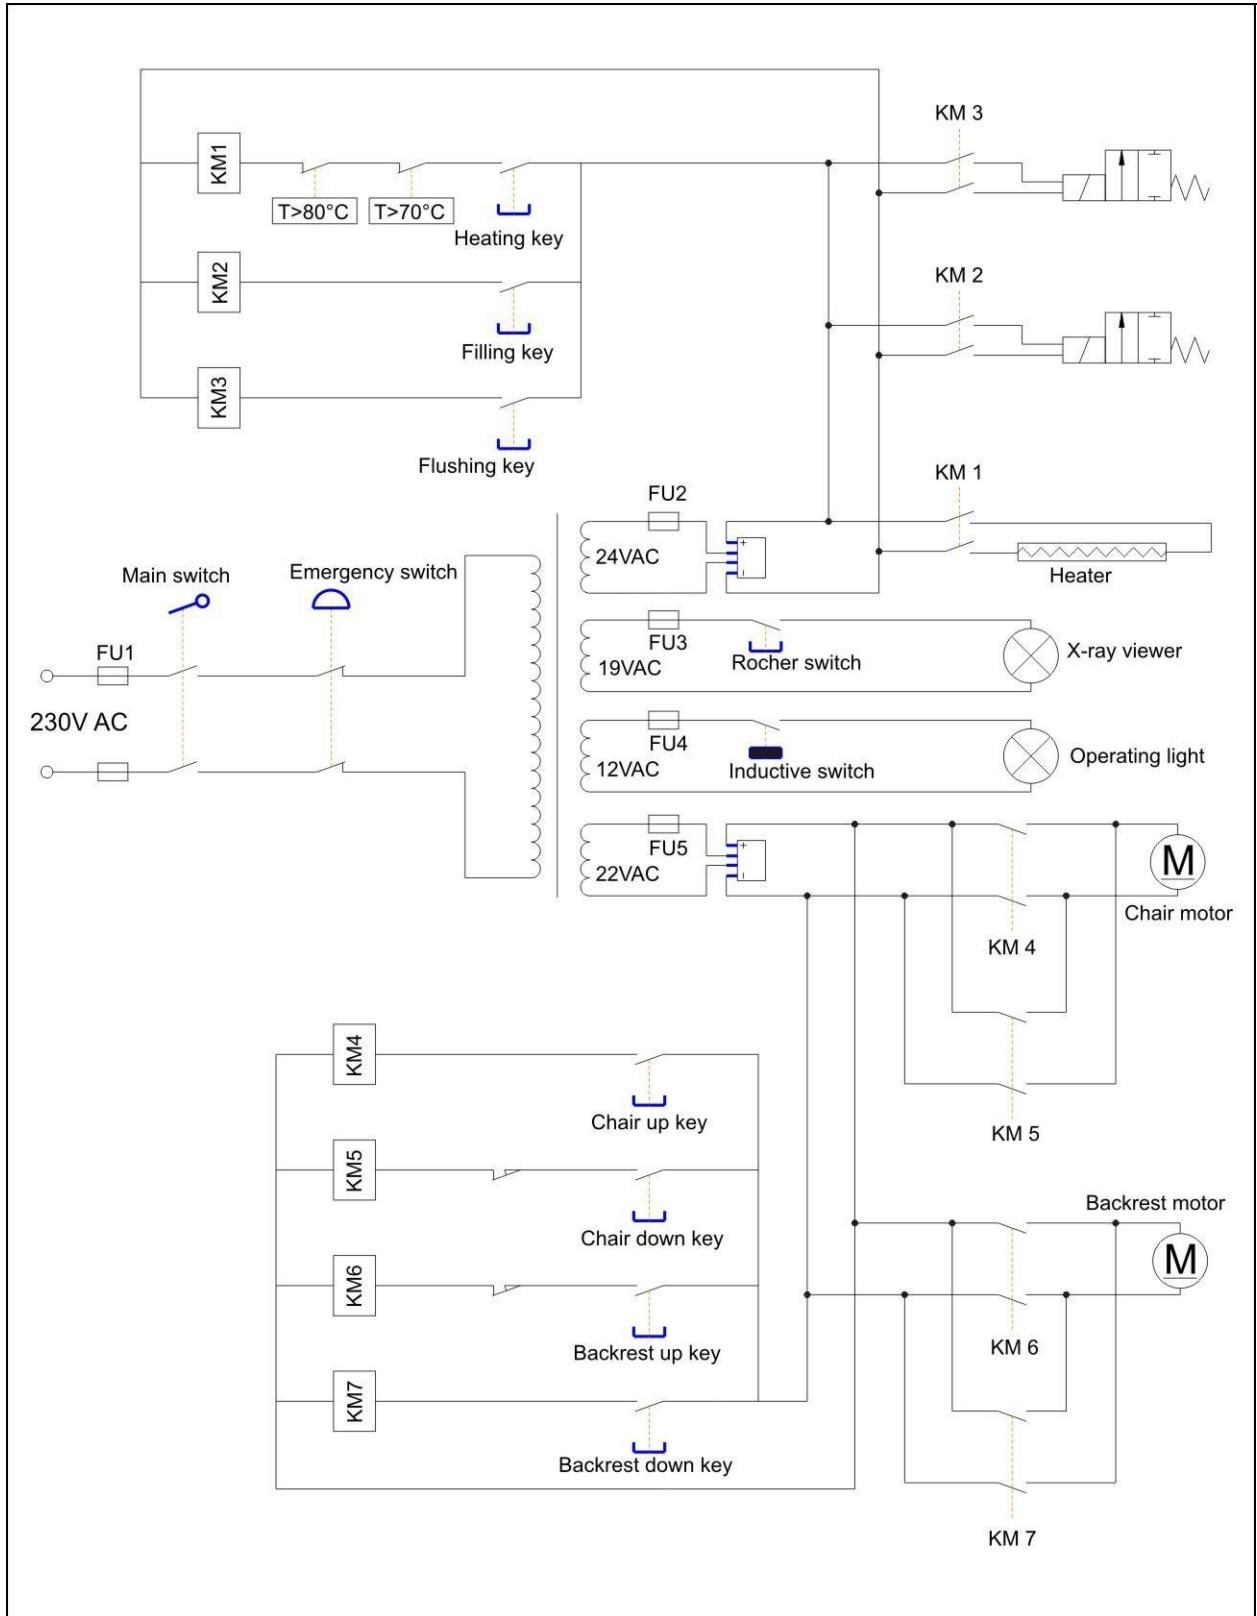 KM 3
KM1
T>80°C
T>70°C
Heating key
KM2
KM 2
Filling key
KM3
Flushing key
KM 1
FU2
+
24VAC
-
Heater
Main switch
Emergency switch
FU1
230V AC
FU3
19VAC
Rocher switch
X-ray viewer
FU4
12VAC
Inductive switch
Operating light
FU5
+
22VAC
-
M
Chair motor
KM 4
KM4
Chair up key
KM 5
KM5
Chair down key
Backrest motor
M
KM6
Backrest up key
KM 6
KM7
Backrest down key
KM 7